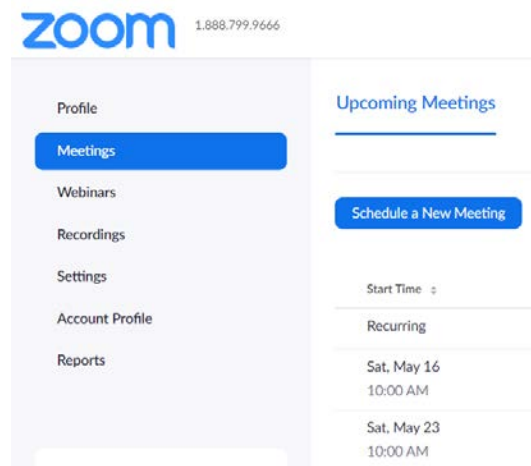 zoom 1.888.799.9666
Profile
Meetings
Webinars
Recordings
Settings
Account Profile
Reports
Upcoming Meetings
Schedule a New Meeting
Start Time
Recurring
Sat, May 16
10:00 AM
Sat, May 23
10:00 AM